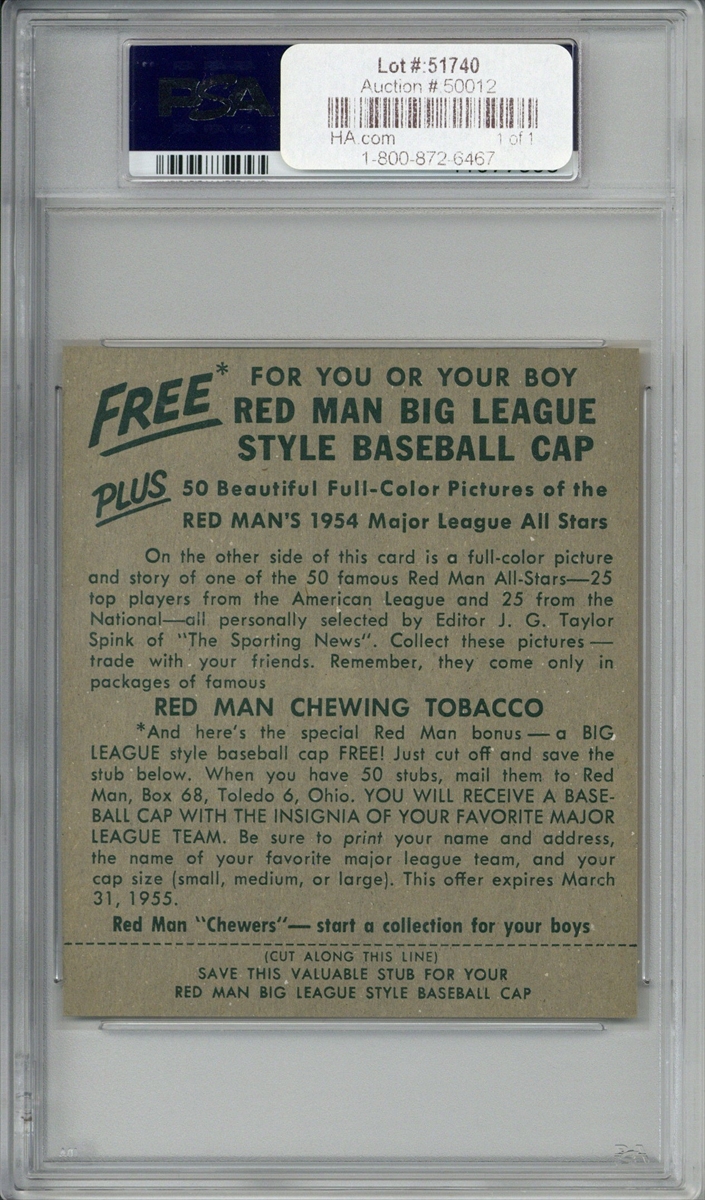 PSA
Lot #:51740
Auction #:50012
HA.com 1 of 1
1-800-872-6467
FREE* FOR YOU OR YOUR BOY
RED MAN BIG LEAGUE
STYLE BASEBALL CAP
PLUS 50 Beautiful Full-Color Pictures of the
RED MAN'S 1954 Major League All Stars
On the other side of this card is a full-color picture
and story of one of the 50 famous Red Man All-Stars—25
top players from the American League and 25 from the
National—all personally selected by Editor J. G. Taylor
Spink of "The Sporting News". Collect these pictures—
trade with your friends. Remember, they come only in
packages of famous
RED MAN CHEWING TOBACCO
*And here's the special Red Man bonus—a BIG
LEAGUE style baseball cap FREE! Just cut off and save the
stub below. When you have 50 stubs, mail them to Red
Man, Box 68, Toledo 6, Ohio. YOU WILL RECEIVE A BASE-
BALL CAP WITH THE INSIGNIA OF YOUR FAVORITE MAJOR
LEAGUE TEAM. Be sure to print your name and address,
the name of your favorite major league team, and your
cap size (small, medium, or large). This offer expires March
31, 1955.
Red Man "Chewers"—start a collection for your boys
(CUT ALONG THIS LINE)
SAVE THIS VALUABLE STUB FOR YOUR
RED MAN BIG LEAGUE STYLE BASEBALL CAP